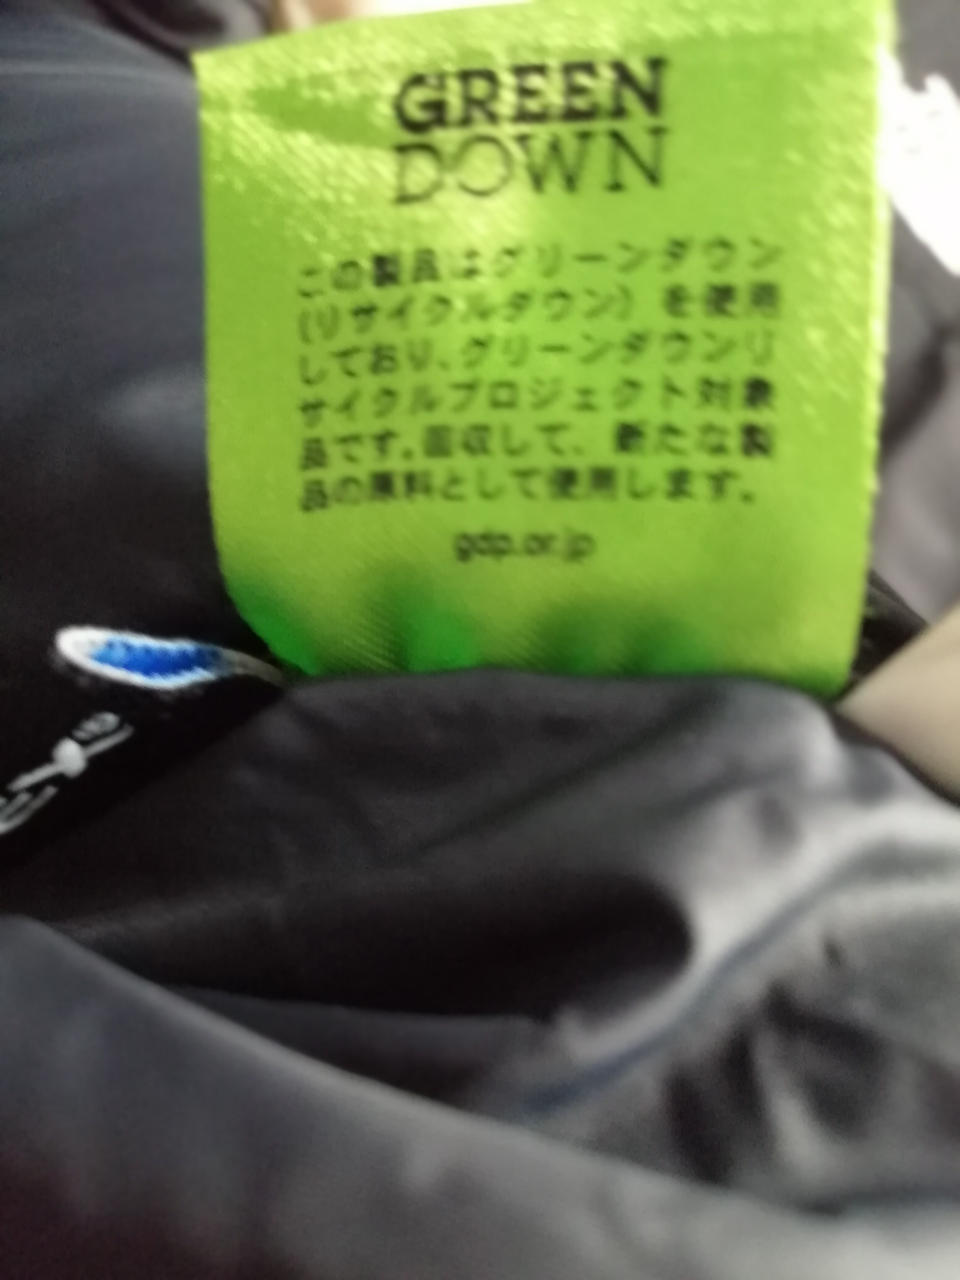 GREEN
DOWN
この製品はグリーンダウン
(リサイクルダウン) を使用
しており、グリーンダウンリ
サイクルプロジェクト対象
品です。回収して、新たな製
品の原料として使用します。
gdp.or.jp